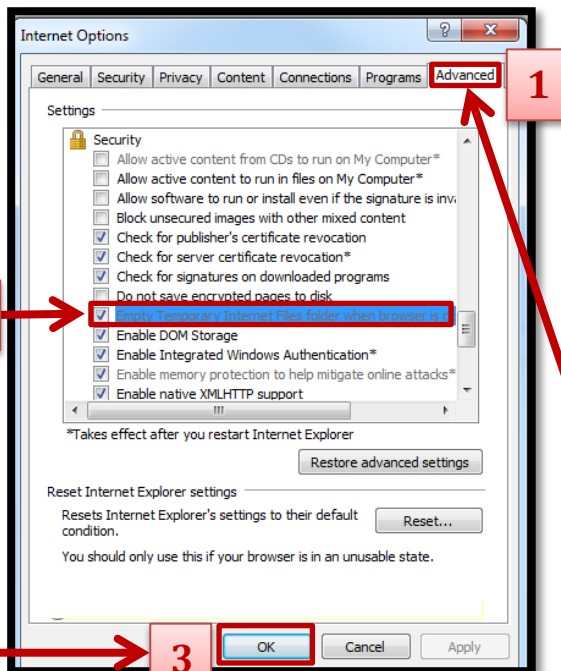 Internet Options
General Security Privacy Content Connections Programs Advanced
1
Settings
Security
Allow active content from CDs to run on My Computer*
Allow active content to run in files on My Computer*
Allow software to run or install even if the signature is inva
Block unsecured images with other mixed content
Check for publisher's certificate revocation
Check for server certificate revocation*
Check for signatures on downloaded programs
Do not save encrypted pages to disk
Empty Temporary Internet Files folder when browser is
Enable DOM Storage
Enable Integrated Windows Authentication*
Enable memory protection to help mitigate online attacks*
Enable native XMLHTTP support
*Takes effect after you restart Internet Explorer
Restore advanced settings
Reset Internet Explorer settings
Resets Internet Explorer's settings to their default
condition.
Reset...
You should only use this if your browser is in an unusable state.
3
OK Cancel Apply